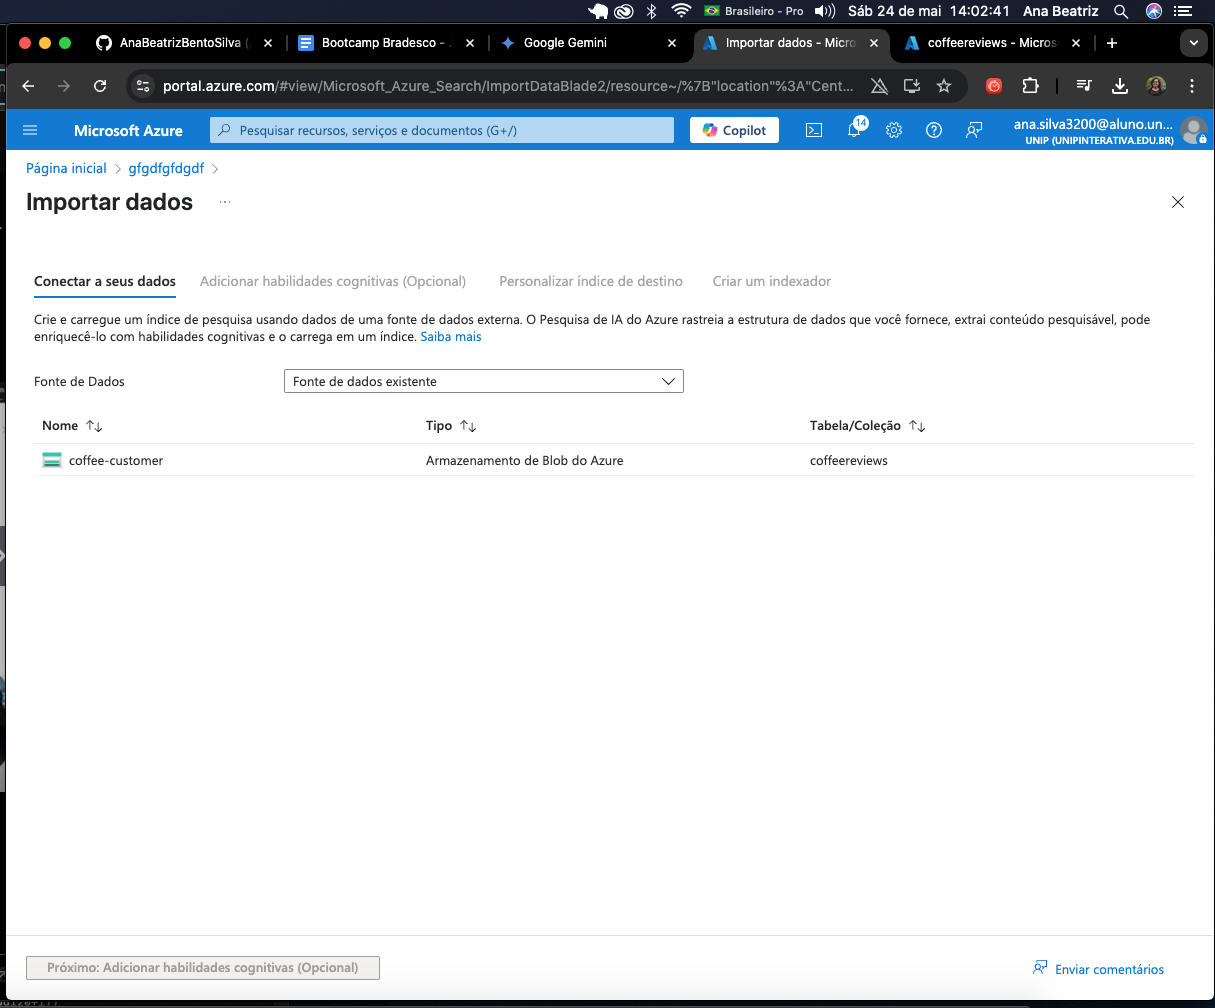 Brasileiro - Pro Sáb 24 de mai 14:02:41 Ana Beatriz
AnaBeatrizBentoSilva Bootcamp Bradesco - Google Gemini Importar dados - Micro coffeereviews - Micros
portal.azure.com/#view/Microsoft_Azure_Search/ImportDataBlade2/resource~/%7B"location"%3A"Cent...
Microsoft Azure Pesquisar recursos, serviços e documentos (G+/) Copilot 14 ana.silva3200@aluno.un...
UNIP (UNIPINTERATIVA.EDU.BR)
Página inicial > gfgdfgfdgdf >
Importar dados ...
Conectar a seus dados Adicionar habilidades cognitivas (Opcional) Personalizar índice de destino Criar um indexador
Crie e carregue um índice de pesquisa usando dados de uma fonte de dados externa. O Pesquisa de IA do Azure rastreia a estrutura de dados que você fornece, extrai conteúdo pesquisável, pode
enriquecê-lo com habilidades cognitivas e o carrega em um índice. Saiba mais
Fonte de Dados Fonte de dados existente
Nome Tipo Tabela/Coleção
coffee-customer Armazenamento de Blob do Azure coffeereviews
Próximo: Adicionar habilidades cognitivas (Opcional) Enviar comentários